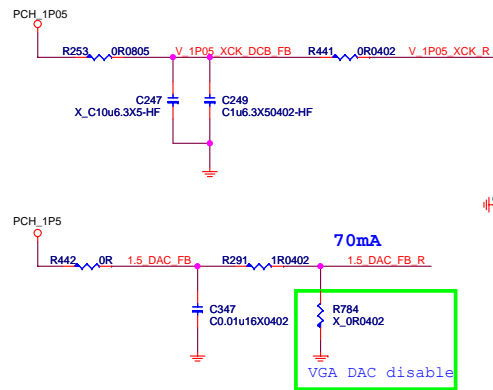 PCH_1P05
R253 0R0805 V_1P05_XCK_DCB_FB R441 0R0402 V_1P05_XCK_R
C247 C249
X_C10u6.3X5-HF C1u6.3X50402-HF
PCH_1P5
70mA
R442 0R 1.5_DAC_FB R291 1R0402 1.5_DAC_FB_R
C347 R784
C0.01u16X0402 X_0R0402
VGA DAC disable